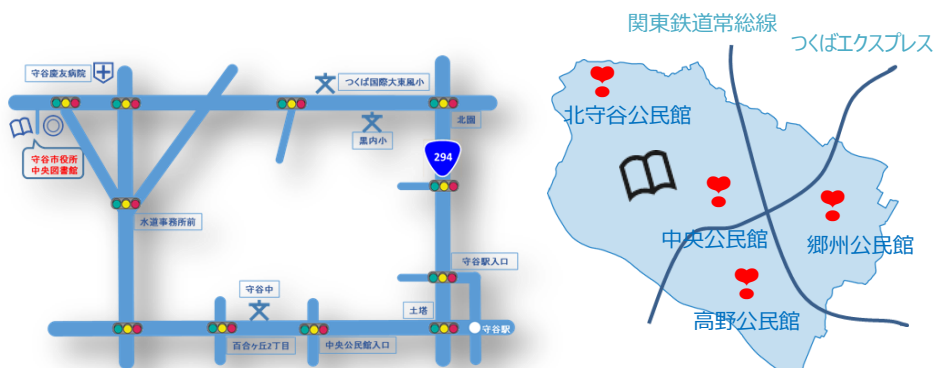 守谷慶友病院
つくば国際大東風小
北園
黒内小
守谷市役所
中央図書館
294
水道事務所前
守谷駅入口
守谷中
土塔
守谷駅
百合ヶ丘2丁目
中央公民館入口
関東鉄道常総線
つくばエクスプレス
北守谷公民館
中央公民館
郷州公民館
高野公民館